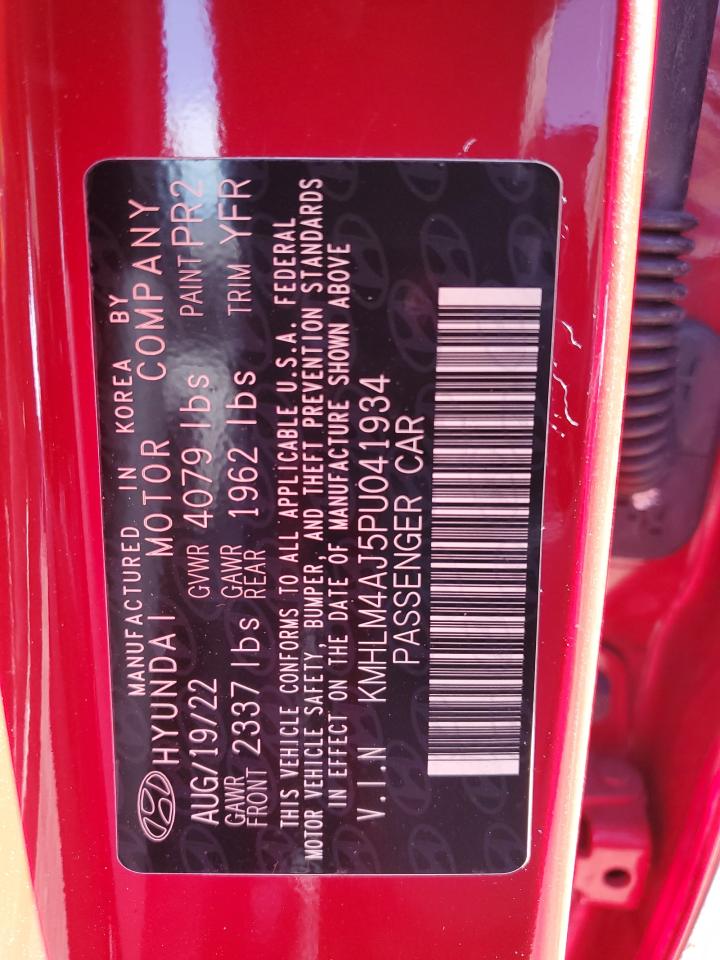 MANUFACTURED IN KOREA BY
HYUNDAI MOTOR COMPANY
AUG/19/22 GVWR 4079 lbs PAINT PR2
GAWR FRONT 2337 lbs GAWR REAR 1962 lbs TRIM YFR
THIS VEHICLE CONFORMS TO ALL APPLICABLE U.S.A. FEDERAL
MOTOR VEHICLE SAFETY, BUMPER, AND THEFT PREVENTION STANDARDS
IN EFFECT ON THE DATE OF MANUFACTURE SHOWN ABOVE
V.I.N KMHLM4AJ5PU041934
PASSENGER CAR